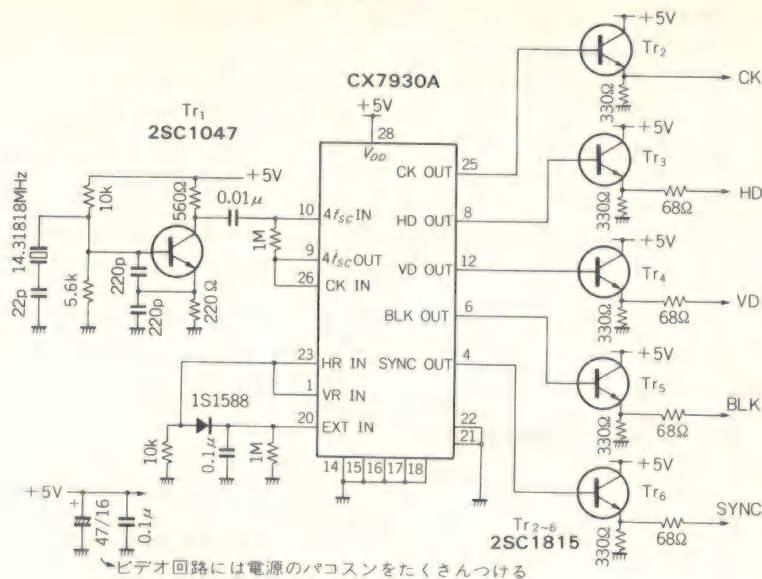 +5V
Tr2
CK
330Ω
CX7930A
+5V
28
VDD
Tr1
2SC1047
+5V
14.31818MHz
10k
560Ω
0.01μ
22p
5.6k
220p
220p
220Ω
1M
10
4fSC IN
9
4fSC OUT
26
CK IN
CK OUT
25
HD OUT
8
VD OUT
12
BLK OUT
6
SYNC OUT
4
+5V
Tr3
HD
330Ω
68Ω
+5V
Tr4
VD
330Ω
68Ω
23
HR IN
1
VR IN
20
EXT IN
1S1588
10k
0.1μ
1M
22
21
14
15
16
17
18
+5V
Tr5
BLK
330Ω
68Ω
+5V
Tr6
SYNC
330Ω
68Ω
Tr2~6
2SC1815
+5V
+
47/16
0.1μ
ビデオ回路には電源のパコスンをたくさんつける